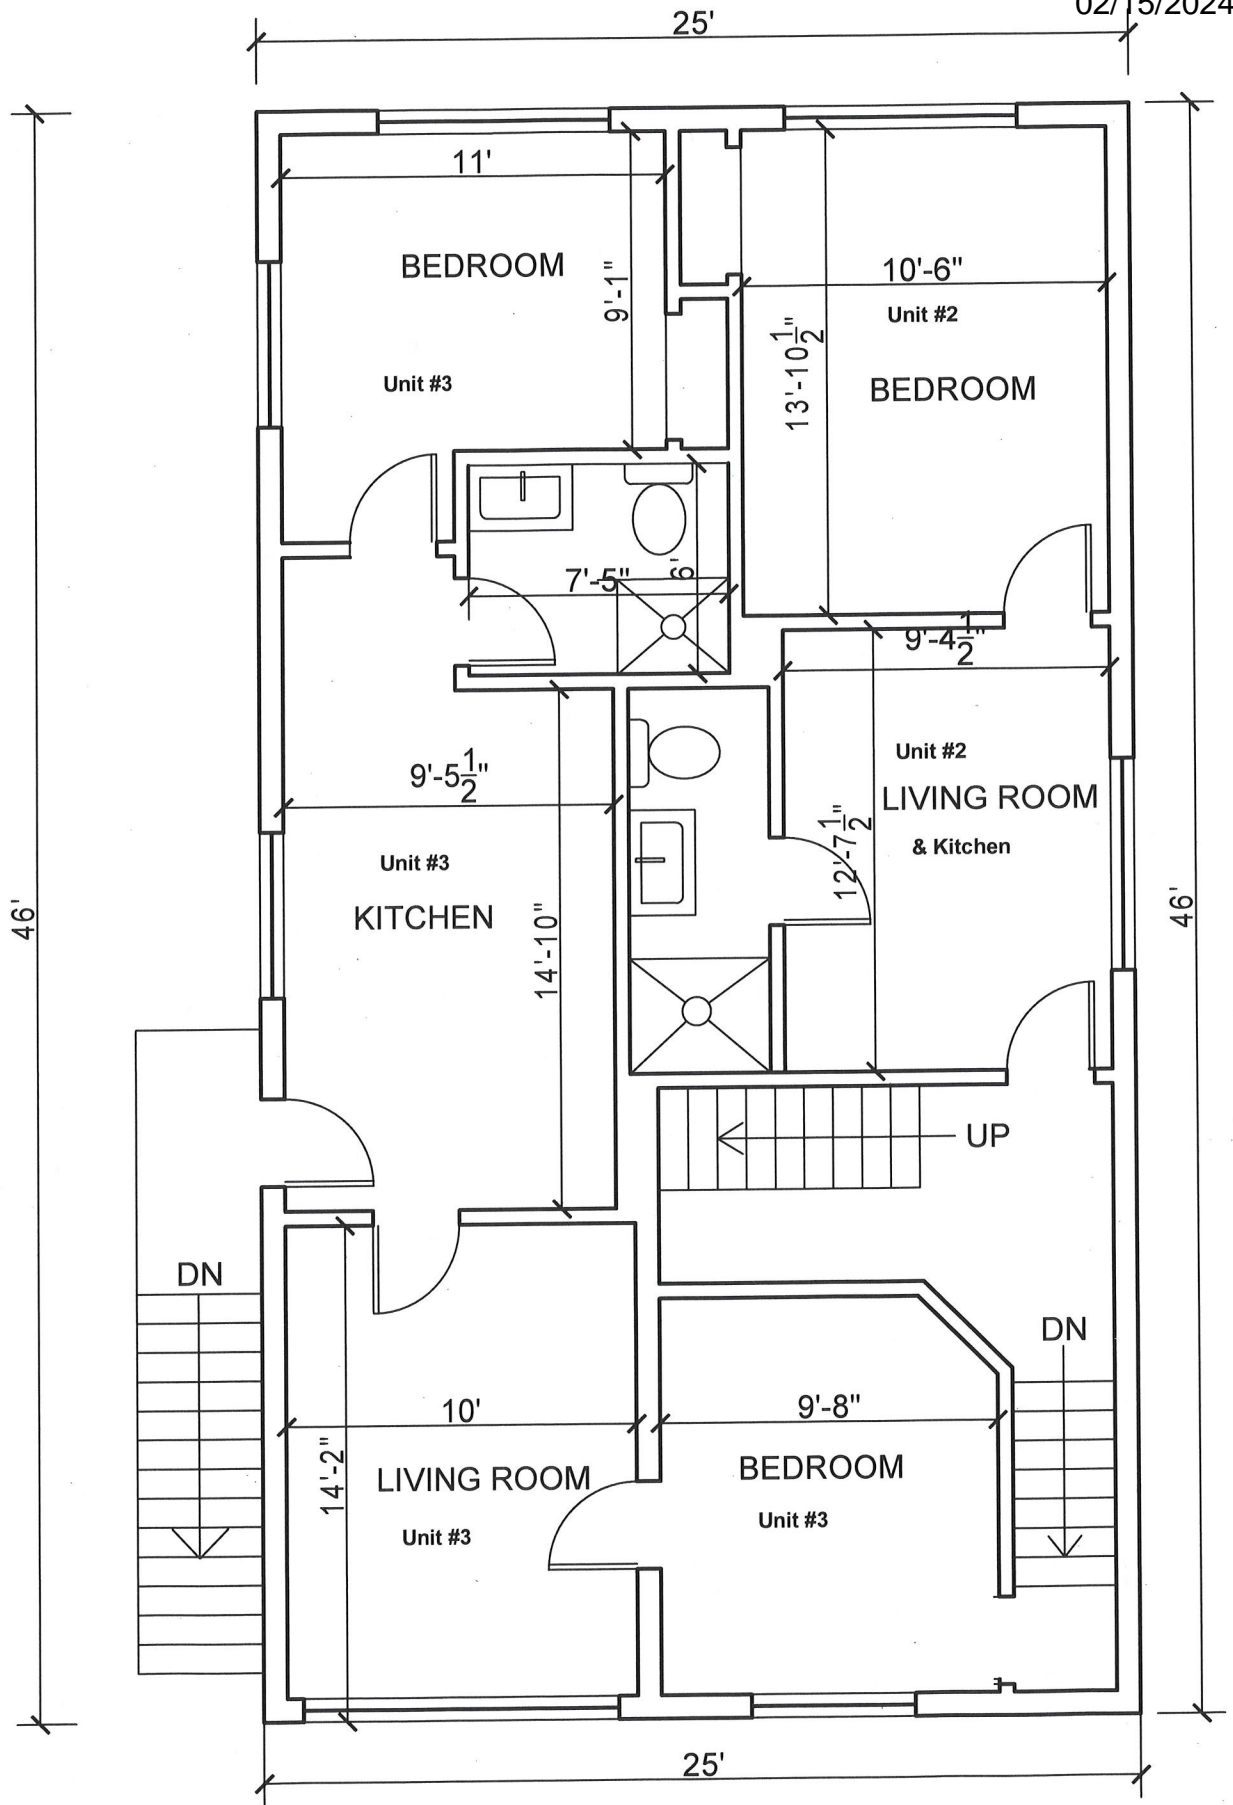 02/15/2024
25'
11'
BEDROOM
9'-1"
10'-6"
Unit #2
13'-10 1/2"
Unit #3
BEDROOM
7'-5"
6'
9'-4 1/2"
Unit #2
9'-5 1/2"
LIVING ROOM
& Kitchen
12'-7 1/2"
Unit #3
KITCHEN
46'
46'
14'-10"
UP
DN
DN
10'
9'-8"
14'-2"
LIVING ROOM
BEDROOM
Unit #3
Unit #3
25'